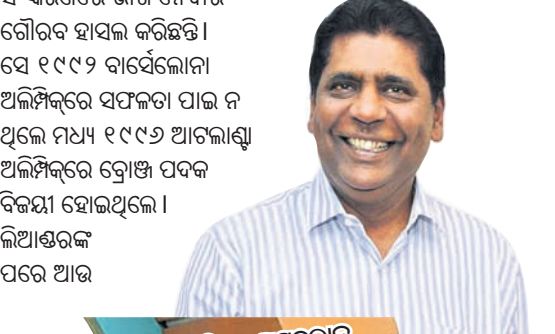 ଗୌରବ ହାସଲ କରିଛନ୍ତି ।
ସେ ୧୯୯୨ ବାର୍ସେଲୋନା
ଅଲିମ୍ପିକ୍‌ରେ ସଫଳତା ପାଇ ନ
ଥିଲେ ମଧ୍ୟ ୧୯୯୬ ଆଟଲାଣ୍ଟା
ଅଲିମ୍ପିକ୍‌ରେ ବ୍ରୋଞ୍ଜ ପଦକ
ବିଜୟୀ ହୋଇଥିଲେ ।
ଲିଆଣ୍ଡରଙ୍କ
ପରେ ଆଉ